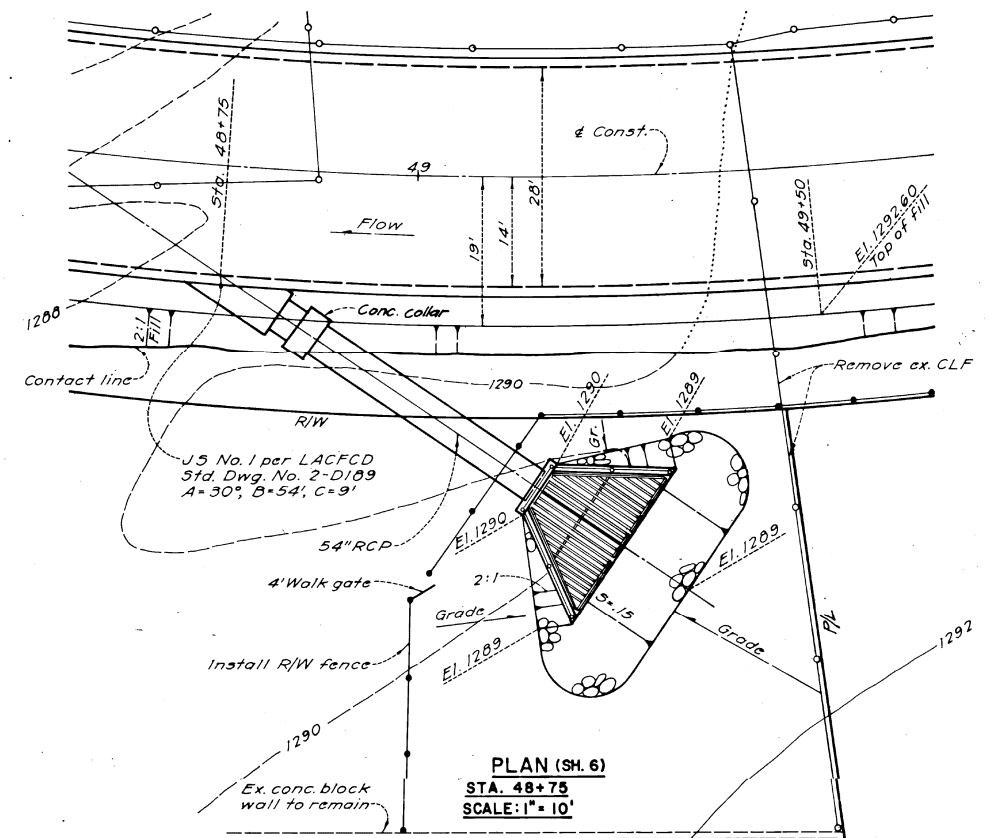 Sta. 48+75
49
₵ Const.
28'
19'
14'
Flow
Sta. 49+50
El. 1292.60
Top of fill
1288
2:1
Fill
Conc. collar
Contact line
1290
El. 1290
El. 1289
Gr.
Remove ex. CLF
R/W
JS No. 1 per LACFCD
Std. Dwg. No. 2-D189
A=30°, B=54', C=9'
54" RCP
El. 1290
4' Walk gate
2:1
S=.15
El. 1289
Grade
Grade
P/L
El. 1289
Install R/W fence
1292
1290
PLAN (SH. 6)
STA. 48+75
SCALE: 1" = 10'
Ex. conc. block
wall to remain